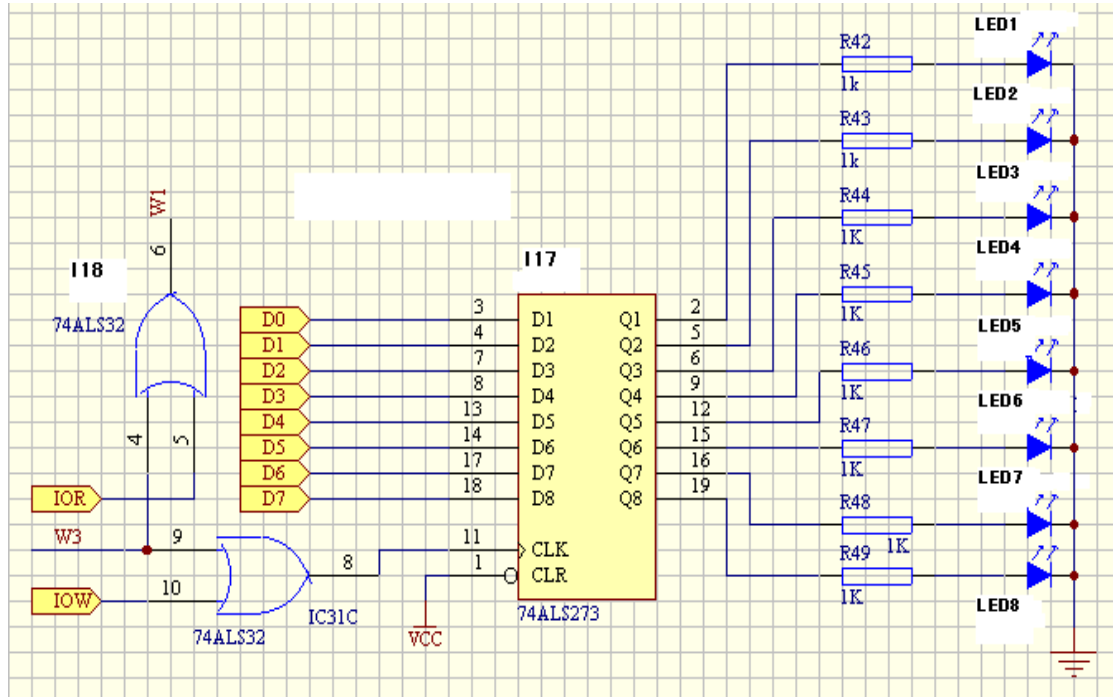 LED1
R42
1k
LED2
R43
1k
LED3
R44
1K
LED4
R45
1K
LED5
R46
1K
LED6
R47
1K
LED7
R48
1K
R49
1K
LED8
W1
6
I18
74ALS32
4
5
IOR
W3
9
IOW
10
8
IC31C
74ALS32
D0
D1
D2
D3
D4
D5
D6
D7
I17
3 D1 Q1 2
4 D2 Q2 5
7 D3 Q3 6
8 D4 Q4 9
13 D5 Q5 12
14 D6 Q6 15
17 D7 Q7 16
18 D8 Q8 19
11 CLK
1 CLR
74ALS273
VCC